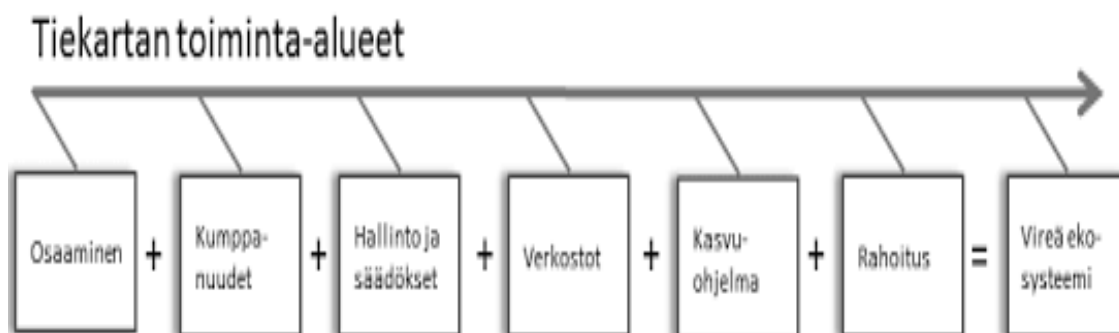 Tiekartan toiminta-alueet
Osaaminen
+
Kumppa-
nuudet
+
Hallinto ja
säädökset
+
Verkostot
+
Kasvu-
ohjelma
+
Rahoitus
=
Vireä eko-
systeemi